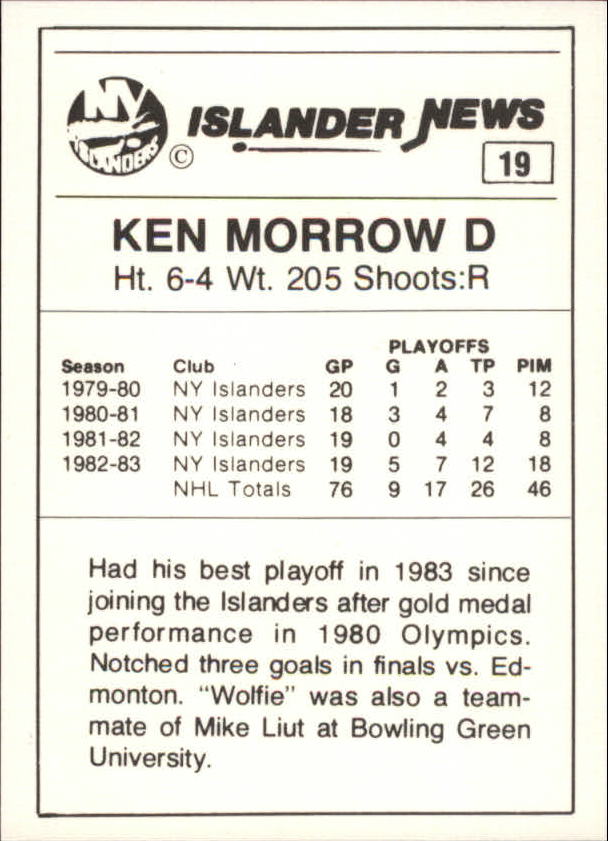 NY
ISLANDERS
©
ISLANDER NEWS
19
KEN MORROW D
Ht. 6-4 Wt. 205 Shoots:R
PLAYOFFS
Season Club GP G A TP PIM
1979-80 NY Islanders 20 1 2 3 12
1980-81 NY Islanders 18 3 4 7 8
1981-82 NY Islanders 19 0 4 4 8
1982-83 NY Islanders 19 5 7 12 18
NHL Totals 76 9 17 26 46
Had his best playoff in 1983 since
joining the Islanders after gold medal
performance in 1980 Olympics.
Notched three goals in finals vs. Ed-
monton. "Wolfie" was also a team-
mate of Mike Liut at Bowling Green
University.